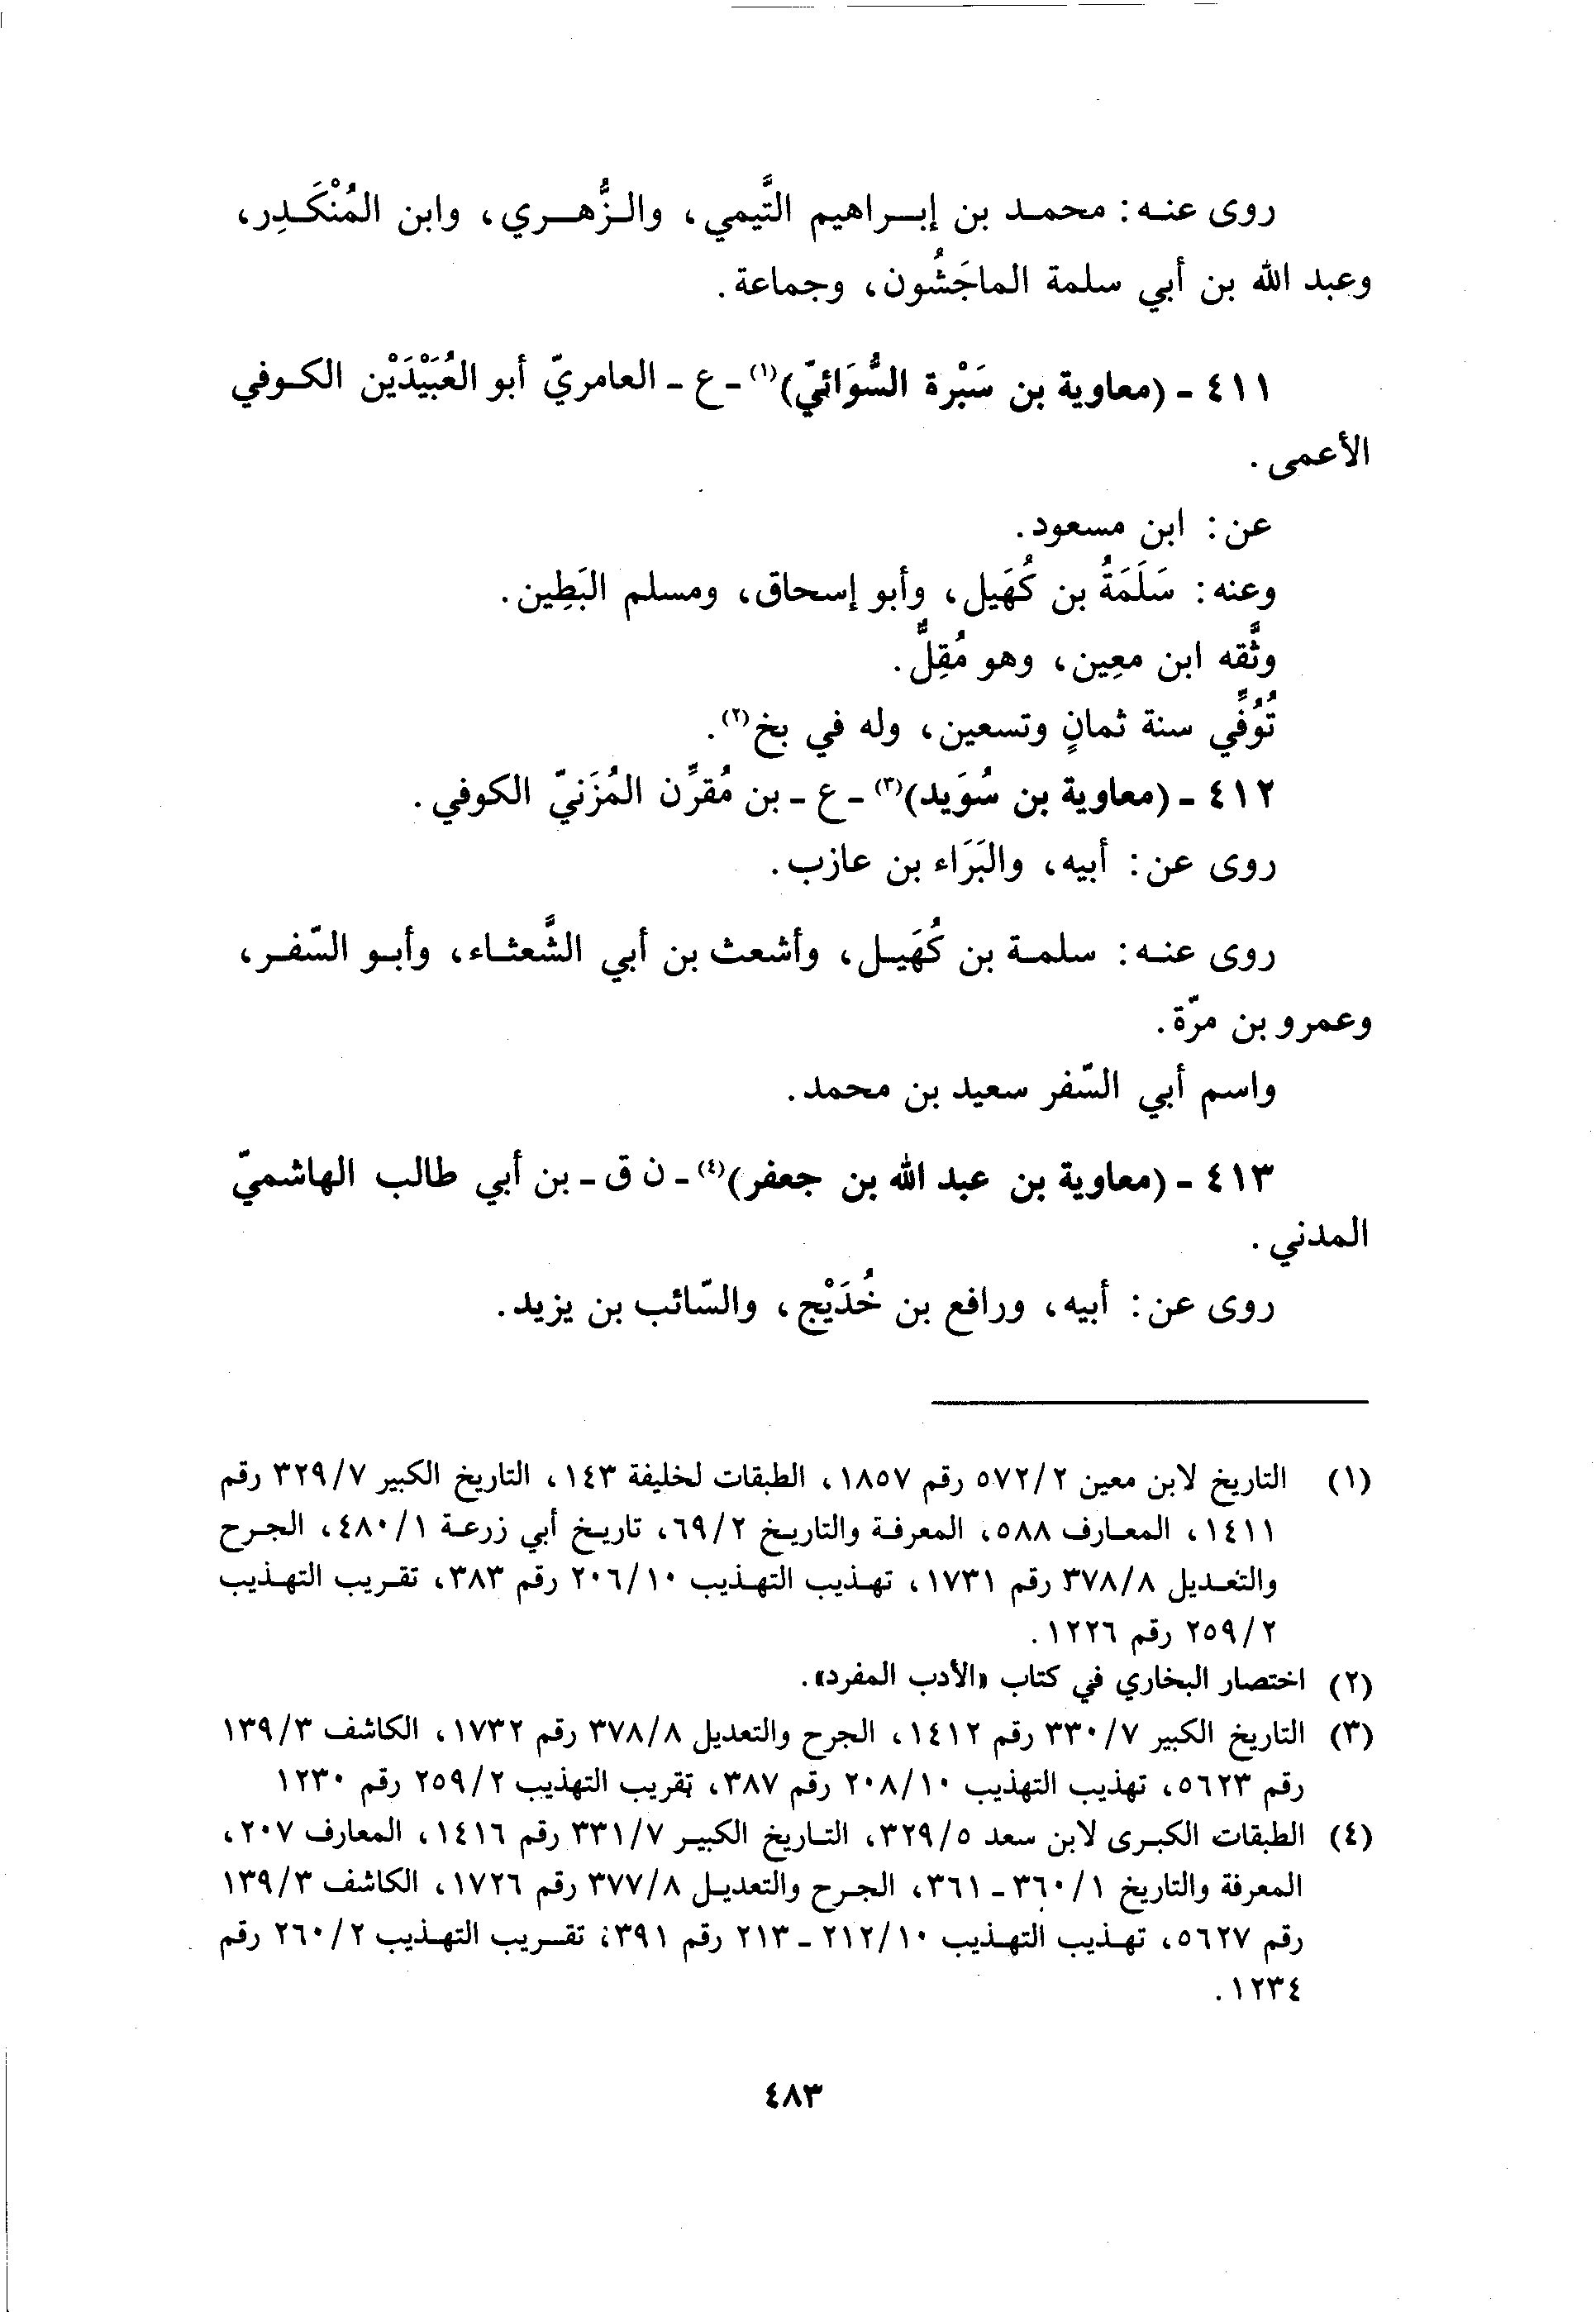 روى عنه: محمد بن إبراهيم التَّيمي، والزُّهري، وابن المُنْكَدِر،
وعبد الله بن أبي سلمة الماجَشُون، وجماعة.
٤١١ - (معاوية بن سَبْرة السُّوَائيّ)(١) - ع - العامريّ أبو العُبَيْدَيْن الكوفي
الأعمى.
عن: ابن مسعود.
وعنه: سَلَمَةُ بن كُهَيل، وأبو إسحاق، ومسلم البَطِين.
وثَّقه ابن معِين، وهو مُقِلٌّ.
تُوُفِّي سنة ثمانٍ وتسعين، وله في بخ(٢).
٤١٢ - (معاوية بن سُوَيد)(٣) - ع - بن مُقرِّن المُزَنيّ الكوفي.
روى عن: أبيه، والبَرَاء بن عازب.
روى عنه: سلمة بن كُهَيل، وأشعث بن أبي الشَّعثاء، وأبو السّفر،
وعمرو بن مرّة.
واسم أبي السّفر سعيد بن محمد.
٤١٣ - (معاوية بن عبد الله بن جعفر)(٤) - ن ق - بن أبي طالب الهاشميّ
المدني.
روى عن: أبيه، ورافع بن خُدَيْج، والسّائب بن يزيد.
(١) التاريخ لابن معين ٥٧٢/٢ رقم ١٨٥٧، الطبقات لخليفة ١٤٣، التاريخ الكبير ٣٢٩/٧ رقم
١٤١١، المعارف ٥٨٨، المعرفة والتاريخ ٦٩/٢، تاريخ أبي زرعة ٤٨٠/١، الجرح
والتعديل ٣٧٨/٨ رقم ١٧٣١، تهذيب التهذيب ٢٠٦/١٠ رقم ٣٨٣، تقريب التهذيب
٢٥٩/٢ رقم ١٢٢٦.
(٢) اختصار البخاري في كتاب «الأدب المفرد».
(٣) التاريخ الكبير ٣٣٠/٧ رقم ١٤١٢، الجرح والتعديل ٣٧٨/٨ رقم ١٧٣٢، الكاشف ١٣٩/٣
رقم ٥٦٢٣، تهذيب التهذيب ٢٠٨/١٠ رقم ٣٨٧، تقريب التهذيب ٢٥٩/٢ رقم ١٢٣٠
(٤) الطبقات الكبرى لابن سعد ٣٢٩/٥، التاريخ الكبير ٣٣١/٧ رقم ١٤١٦، المعارف ٢٠٧،
المعرفة والتاريخ ٣٦٠/١ - ٣٦١، الجرح والتعديل ٣٧٧/٨ رقم ١٧٢٦، الكاشف ١٣٩/٣
رقم ٥٦٢٧، تهذيب التهذيب ٢١٢/١٠ - ٢١٣ رقم ٣٩١، تقريب التهذيب ٢٦٠/٢ رقم
١٢٣٤.
٤٨٣